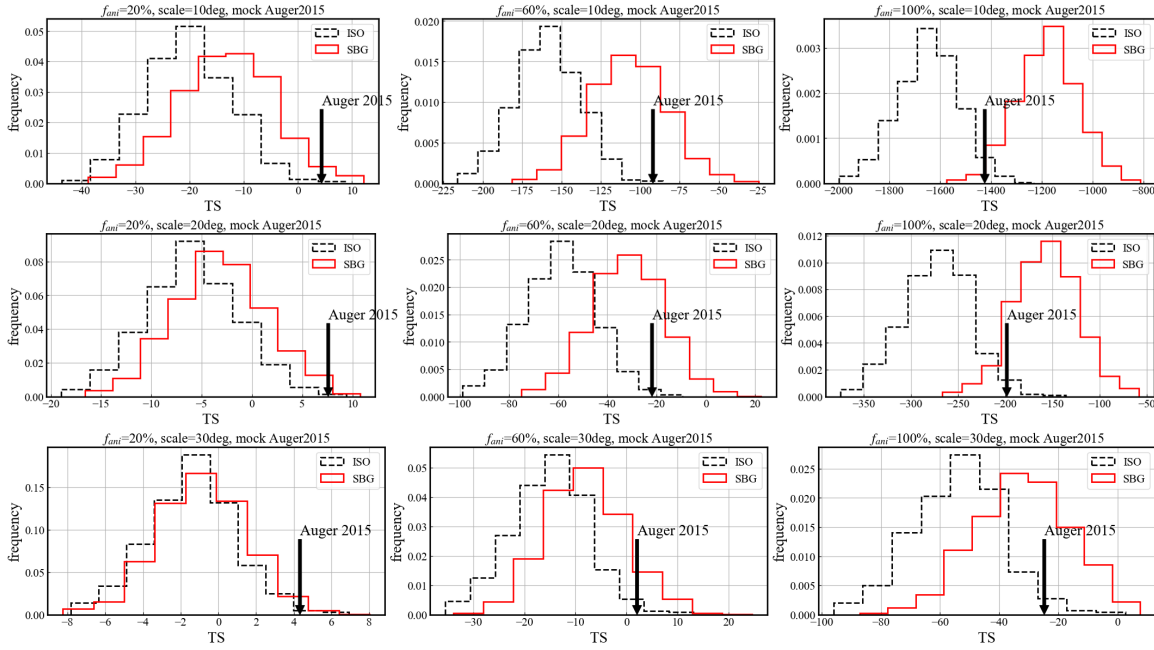 f_ani=20%, scale=10deg, mock Auger2015
frequency
0.05
0.04
0.03
0.02
0.01
0.00
ISO
SBG
Auger 2015
−40 −30 −20 −10 0 10
TS
f_ani=60%, scale=10deg, mock Auger2015
frequency
0.020
0.015
0.010
0.005
0.000
ISO
SBG
Auger 2015
−225 −200 −175 −150 −125 −100 −75 −50 −25
TS
f_ani=100%, scale=10deg, mock Auger2015
frequency
0.003
0.002
0.001
0.000
ISO
SBG
Auger 2015
−2000 −1800 −1600 −1400 −1200 −1000 −800
TS
f_ani=20%, scale=20deg, mock Auger2015
frequency
0.08
0.06
0.04
0.02
0.00
ISO
SBG
Auger 2015
−20 −15 −10 −5 0 5 10
TS
f_ani=60%, scale=20deg, mock Auger2015
frequency
0.025
0.020
0.015
0.010
0.005
0.000
ISO
SBG
Auger 2015
−100 −80 −60 −40 −20 0 20
TS
f_ani=100%, scale=20deg, mock Auger2015
frequency
0.012
0.010
0.008
0.006
0.004
0.002
0.000
ISO
SBG
Auger 2015
−350 −300 −250 −200 −150 −100 −50
TS
f_ani=20%, scale=30deg, mock Auger2015
frequency
0.15
0.10
0.05
0.00
ISO
SBG
Auger 2015
−8 −6 −4 −2 0 2 4 6 8
TS
f_ani=60%, scale=30deg, mock Auger2015
frequency
0.05
0.04
0.03
0.02
0.01
0.00
ISO
SBG
Auger 2015
−30 −20 −10 0 10 20
TS
f_ani=100%, scale=30deg, mock Auger2015
frequency
0.025
0.020
0.015
0.010
0.005
0.000
ISO
SBG
Auger 2015
−100 −80 −60 −40 −20 0
TS